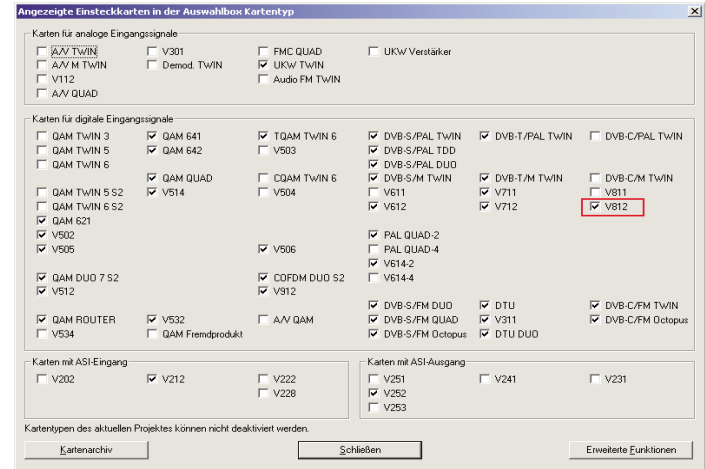 Angezeigte Einsteckkarten in der Auswahlbox Kartentyp
Karten für analoge Eingangssignale
A/V TWIN V301 FMC QUAD UKW Verstärker
A/V M TWIN Demod. TWIN UKW TWIN
V112 Audio FM TWIN
A/V QUAD
Karten für digitale Eingangssignale
QAM TWIN 3 QAM 641 TQAM TWIN 6 DVB-S/PAL TWIN DVB-T/PAL TWIN DVB-C/PAL TWIN
QAM TWIN 5 QAM 642 V503 DVB-S/PAL TDD
QAM TWIN 6 DVB-S/PAL DUO
QAM QUAD CQAM TWIN 6 DVB-S/M TWIN DVB-T/M TWIN DVB-C/M TWIN
QAM TWIN 5 S2 V514 V504 V611 V711 V811
QAM TWIN 6 S2 V612 V712 V812
QAM 621
V502 PAL QUAD-2
V505 V506 PAL QUAD-4
V614-2
QAM DUO 7 S2 COFDM DUO S2 V614-4
V512 V912
DVB-S/FM DUO DTU DVB-C/FM TWIN
QAM ROUTER V532 A/V QAM DVB-S/FM QUAD V311 DVB-C/FM Octopus
V534 QAM Fremdprodukt DVB-S/FM Octopus DTU DUO
Karten mit ASI-Eingang Karten mit ASI-Ausgang
V202 V212 V222 V251 V241 V231
V228 V252
V253
Kartentypen des aktuellen Projektes können nicht deaktiviert werden.
Kartenarchiv Schließen Erweiterte Funktionen